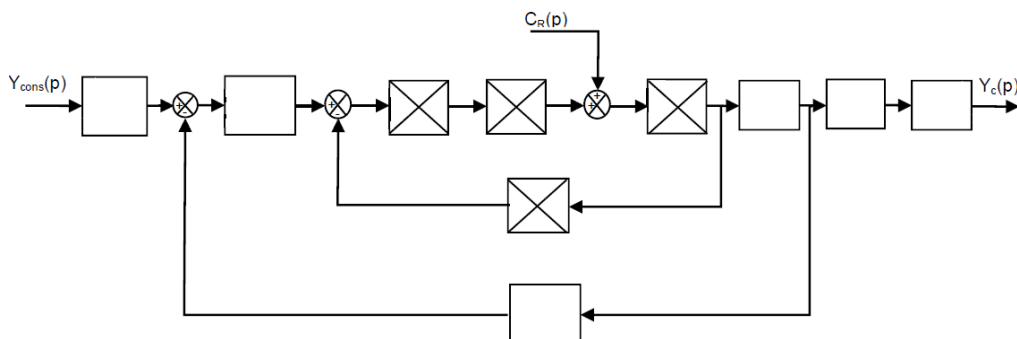 C_R(p)
Y_cons(p)
Y_c(p)
+
-
+
-
+
+